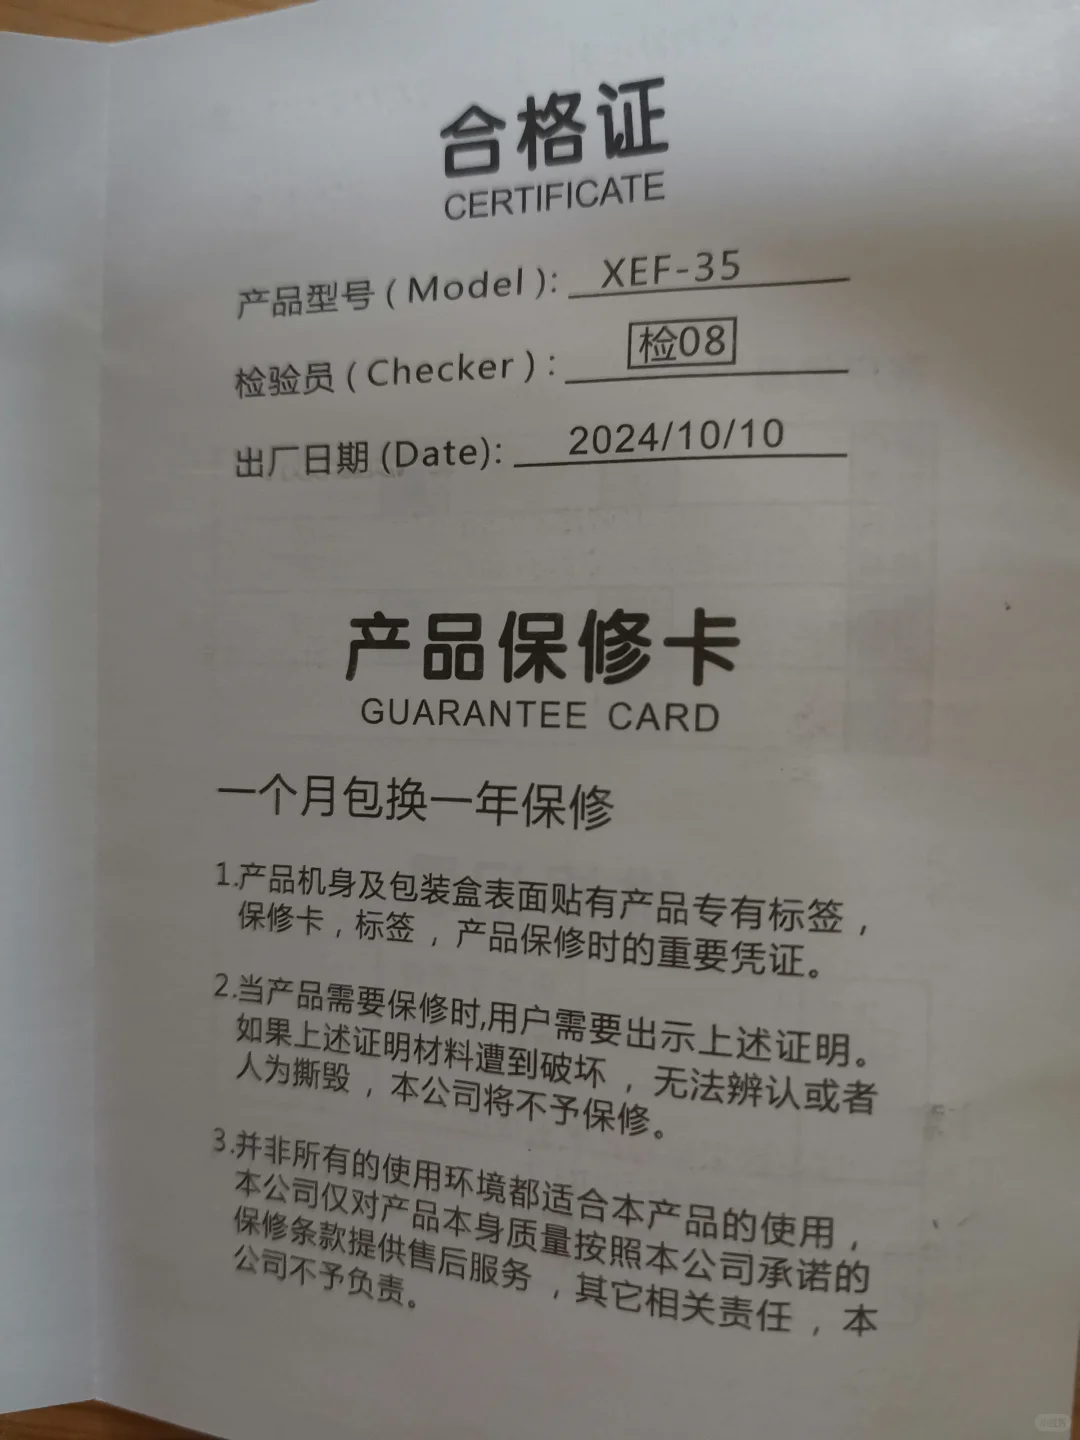 合格证
CERTIFICATE
产品型号 ( Model ): XEF-35
检验员 ( Checker ) : 检08
出厂日期 (Date): 2024/10/10
产品保修卡
GUARANTEE CARD
一个月包换一年保修
1.产品机身及包装盒表面贴有产品专有标签，
保修卡，标签，产品保修时的重要凭证。
2.当产品需要保修时,用户需要出示上述证明。
如果上述证明材料遭到破坏，无法辨认或者
人为撕毁，本公司将不予保修。
3.并非所有的使用环境都适合本产品的使用，
本公司仅对产品本身质量按照本公司承诺的
保修条款提供售后服务，其它相关责任，本
公司不予负责。